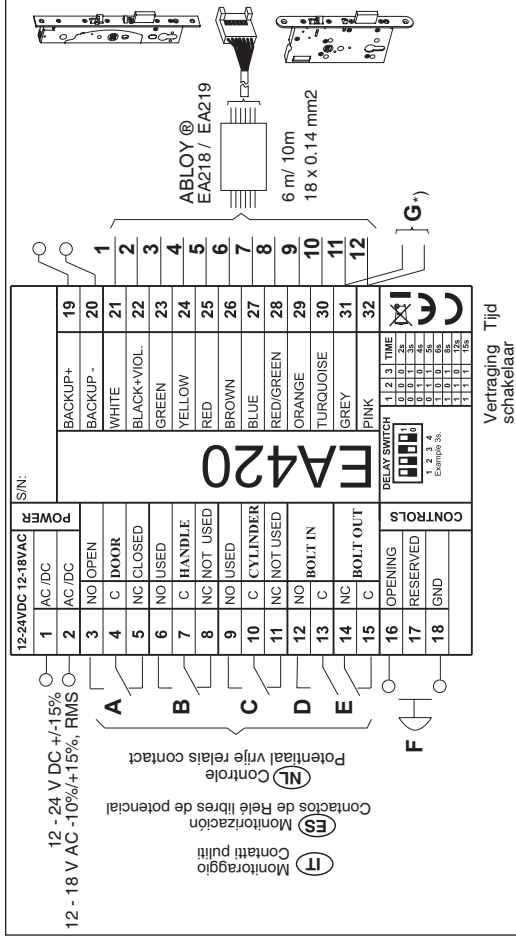 12 - 24 V DC +/-15%
12 - 18 V AC -10%/+15%, RMS
12-24VDC 12-18VAC
POWER
S/N:
1 AC /DC
2 AC /DC
3 NO OPEN
4 C DOOR
5 NC CLOSED
6 NO USED
7 C HANDLE
8 NC NOT USED
9 NO USED
10 C CYLINDER
11 NC NOT USED
12 NO
BOLT IN
13 C
14 NC
BOLT OUT
15 C
16 OPENING
17 RESERVED
18 GND
CONTROLS
A
B
C
D
E
F
NL Controle
Potentiaal vrije relais contact
ES Monitorización
Contactos de Relé libres de potencial
IT Monitoraggio
Contatti puliti
EA420
BACKUP+ 19
BACKUP - 20
WHITE 21 1
BLACK+VIOL. 22 2
GREEN 23 3
YELLOW 24 4
RED 25 5
BROWN 26 6
BLUE 27 7
RED/GREEN 28 8
ORANGE 29 9
TURQUOISE 30 10
GREY 31 11
PINK 32 12
G*)
ABLOY ®
EA218 / EA219
6 m/ 10m
18 x 0.14 mm2
DELAY SWITCH
1
0
1 2 3 4
Example 3s.
1 2 3 TIME
2s
3s
4s
5s
6s
8s
12s
15s
CE
Vertraging Tijd
schakelaar